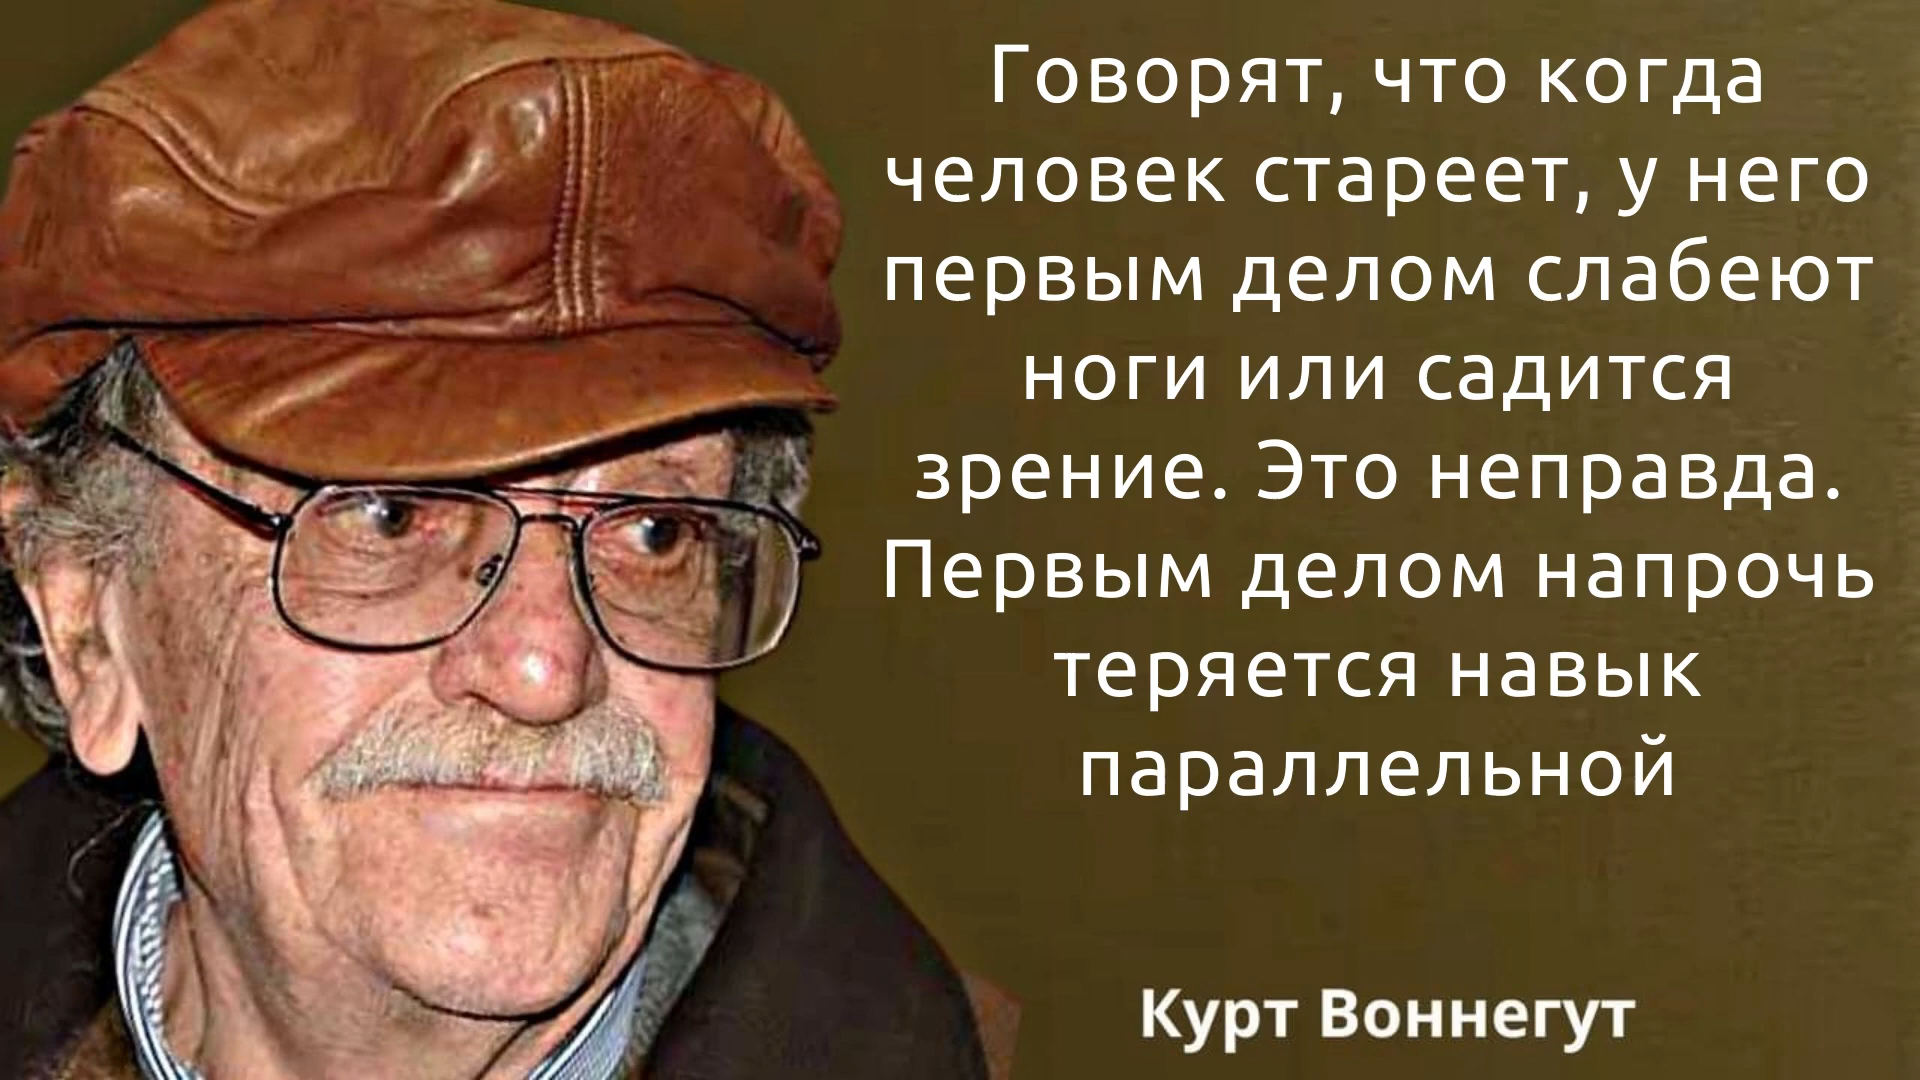 Говорят, что когда
человек стареет, у него
первым делом слабеют
ноги или садится
зрение. Это неправда.
Первым делом напрочь
теряется навык
параллельной
Курт Воннегут